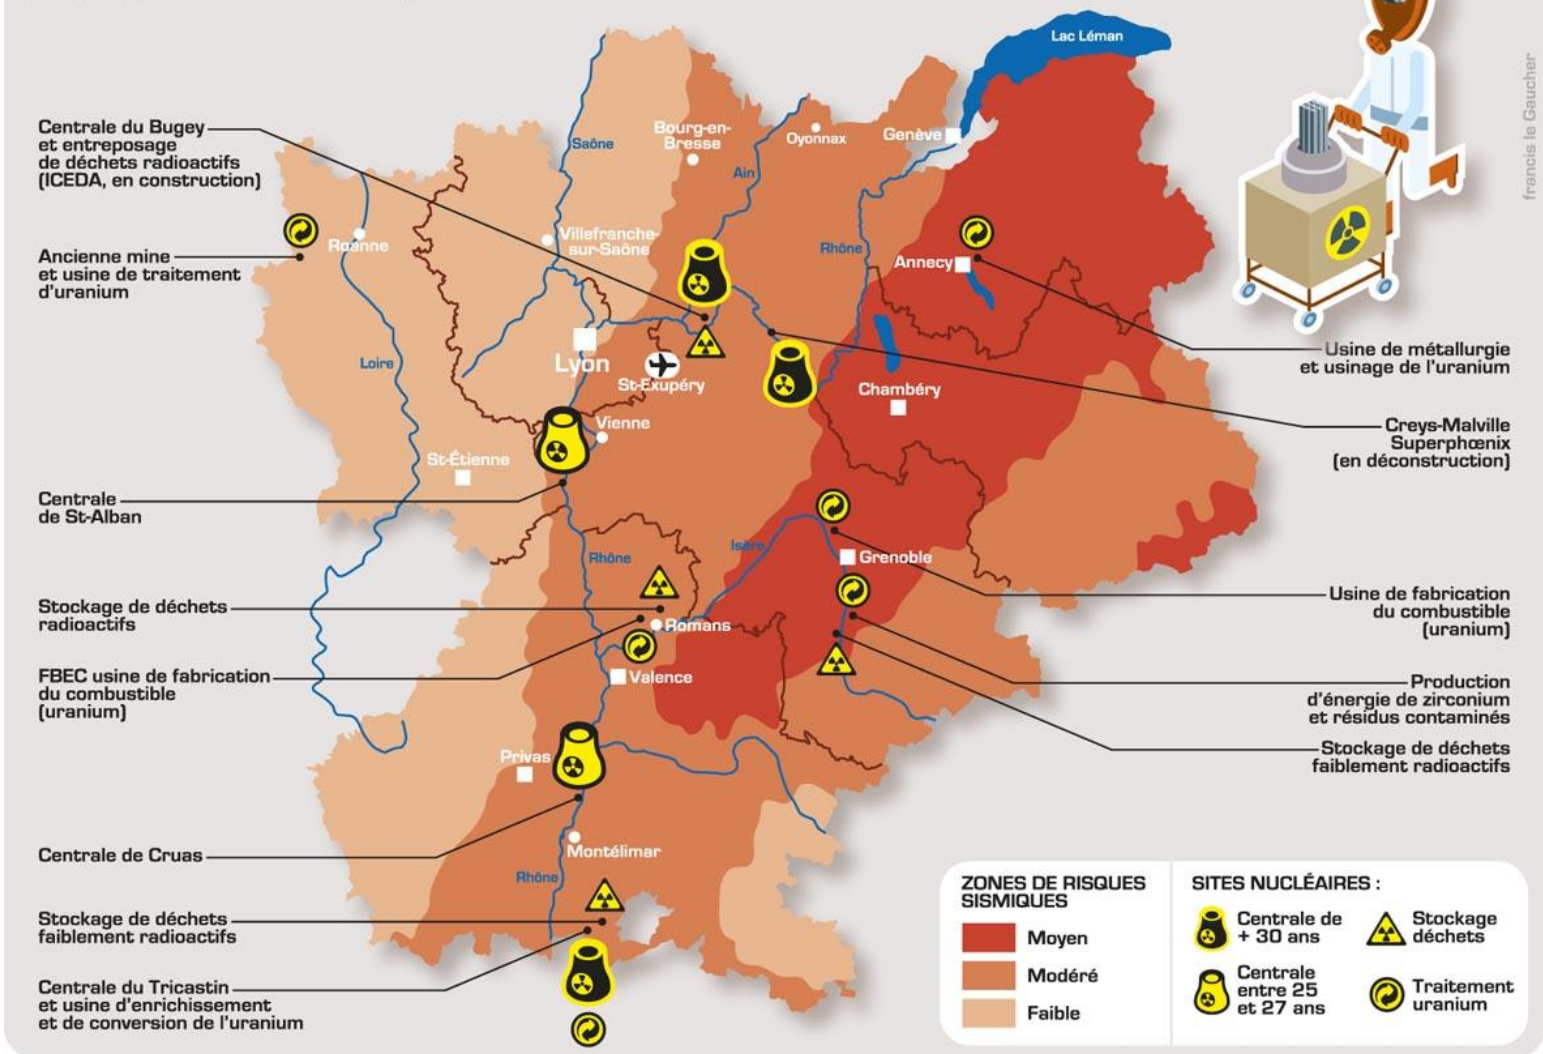 Lac Léman
francis le Gaucher
Centrale du Bugey
et entreposage
de déchets radioactifs
(ICEDA, en construction)
Ancienne mine
et usine de traitement
d'uranium
Centrale
de St-Alban
Stockage de déchets
radioactifs
FBEC usine de fabrication
du combustible
(uranium)
Centrale de Cruas
Stockage de déchets
faiblement radioactifs
Centrale du Tricastin
et usine d'enrichissement
et de conversion de l'uranium
Saône
Bourg-en-
Bresse
Oyonnax
Genève
Ain
Roanne
Villefranche-
sur-Saône
Rhône
Annecy
Loire
Lyon
St-Exupéry
Chambéry
Vienne
St-Étienne
Rhône
Isère
Grenoble
Romans
Valence
Privas
Montélimar
Rhône
Usine de métallurgie
et usinage de l'uranium
Creys-Malville
Superphœnix
(en déconstruction)
Usine de fabrication
du combustible
(uranium)
Production
d'énergie de zirconium
et résidus contaminés
Stockage de déchets
faiblement radioactifs
ZONES DE RISQUES
SISMIQUES
Moyen
Modéré
Faible
SITES NUCLÉAIRES :
Centrale de
+ 30 ans
Centrale
entre 25
et 27 ans
Stockage
déchets
Traitement
uranium